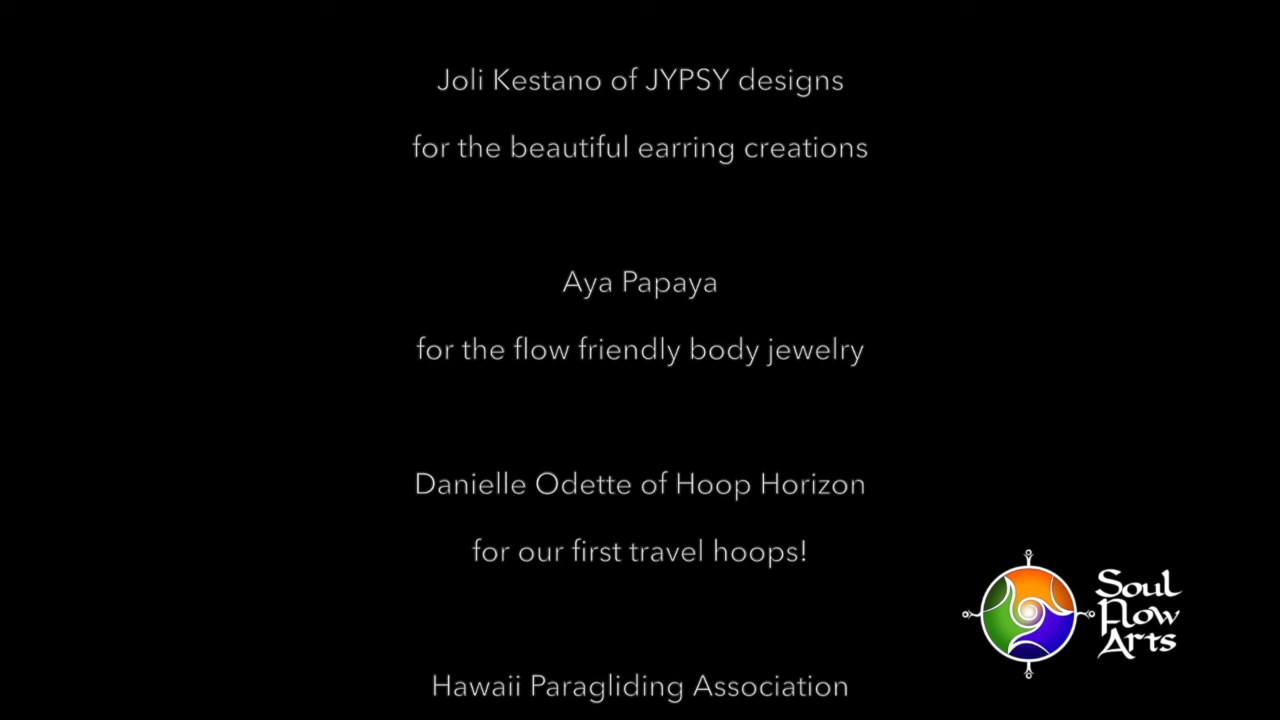 Joli Kestano of JYPSY designs
for the beautiful earring creations
Aya Papaya
for the flow friendly body jewelry
Danielle Odette of Hoop Horizon
for our first travel hoops!
Soul
Flow
Arts
Hawaii Paragliding Association